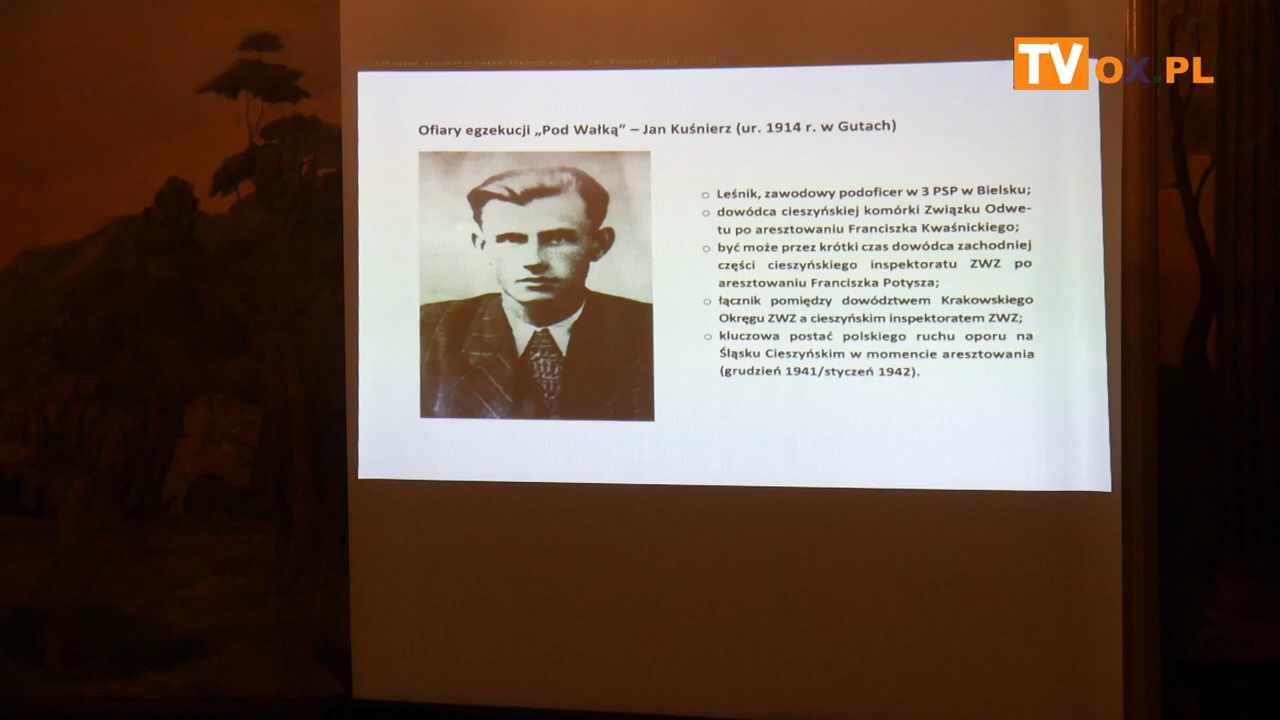 TVOX.PL
Ofiary egzekucji „Pod Wałką” – Jan Kuśnierz (ur. 1914 r. w Gutach)
○ Leśnik, zawodowy podoficer w 3 PSP w Bielsku;
○ dowódca cieszyńskiej komórki Związku Odwe-
tu po aresztowaniu Franciszka Kwaśnickiego;
○ być może przez krótki czas dowódca zachodniej
części cieszyńskiego inspektoratu ZWZ po
aresztowaniu Franciszka Potysza;
○ łącznik pomiędzy dowództwem Krakowskiego
Okręgu ZWZ a cieszyńskim inspektoratem ZWZ;
○ kluczowa postać polskiego ruchu oporu na
Śląsku Cieszyńskim w momencie aresztowania
(grudzień 1941/styczeń 1942).